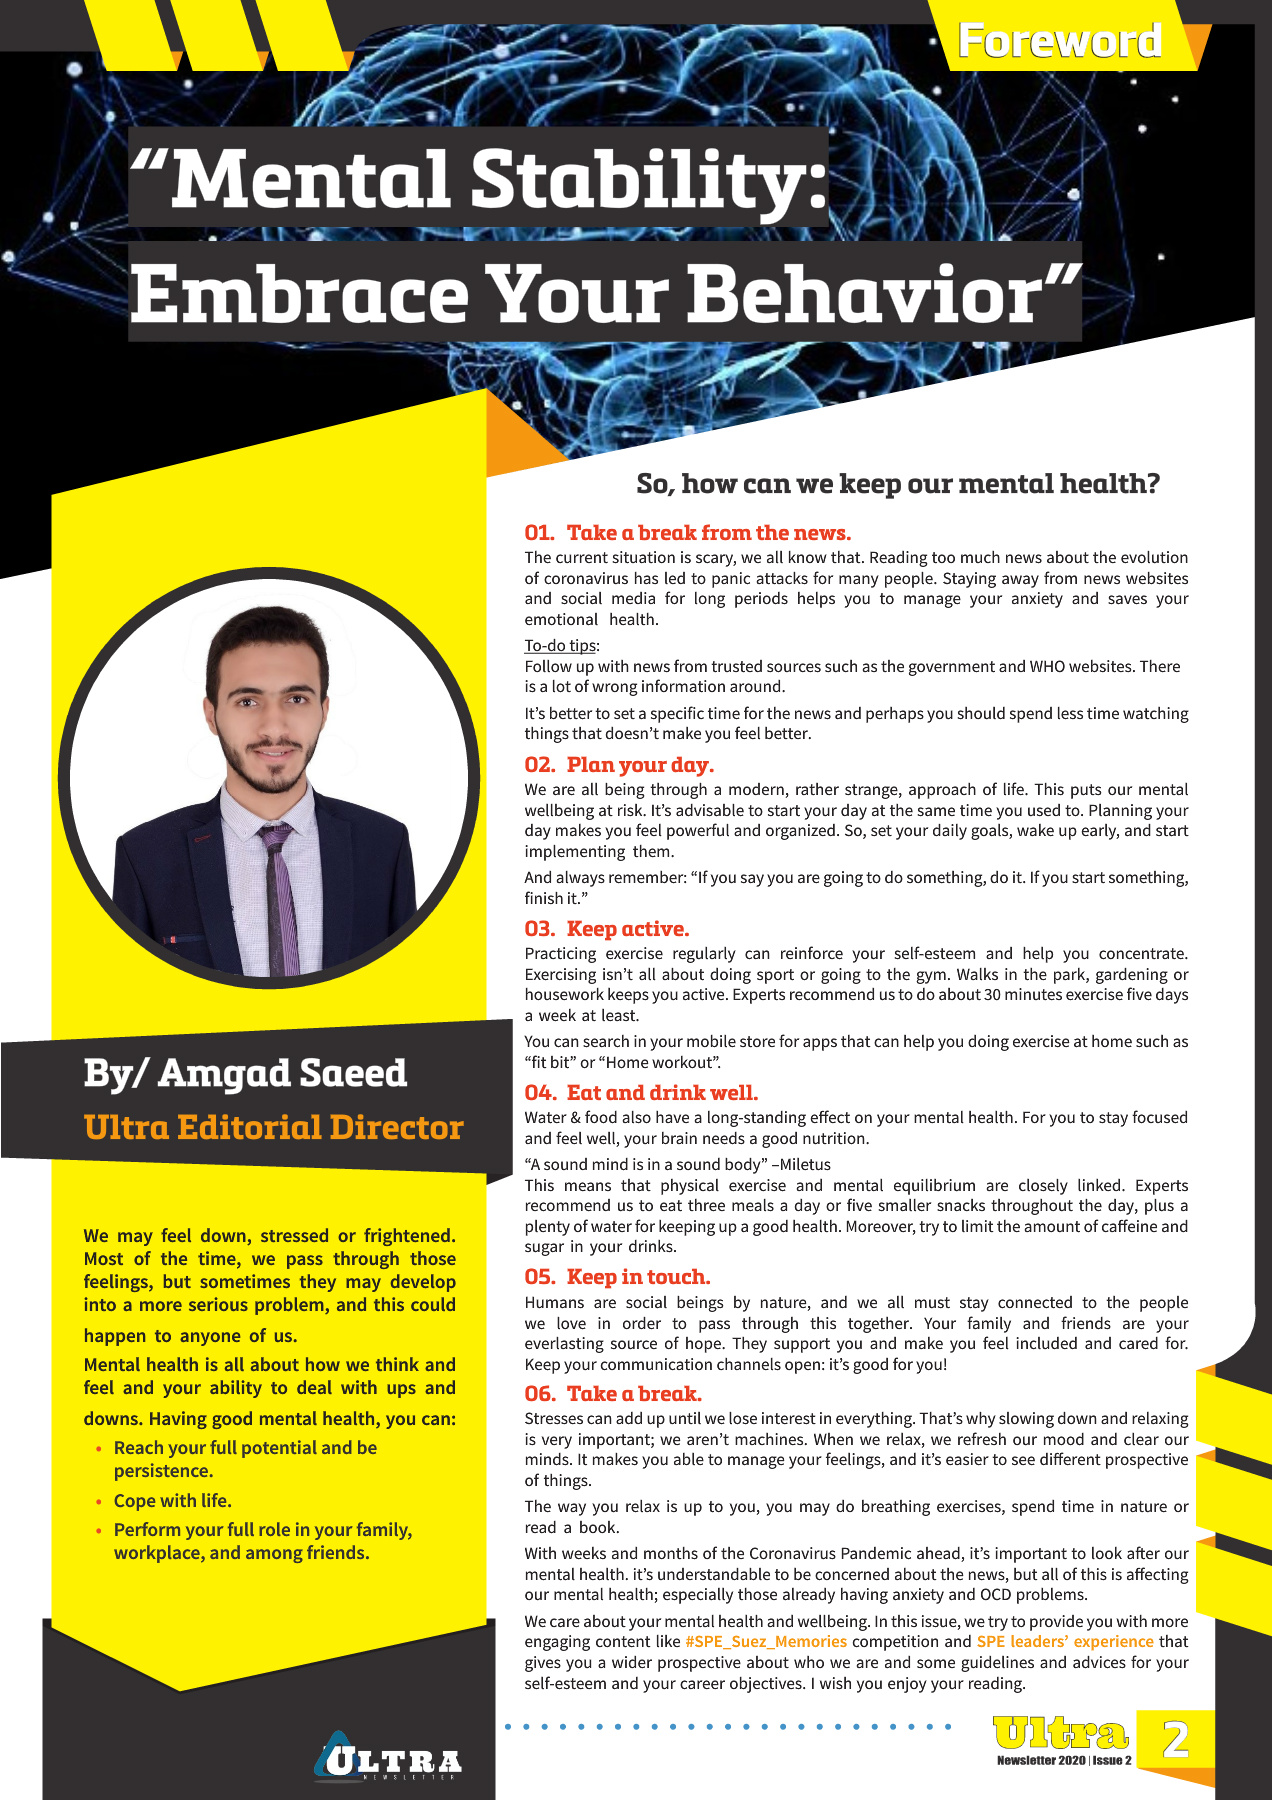 Foreword
“Mental Stability:
Embrace Your Behavior”
By/ Amgad Saeed
Ultra Editorial Director
We may feel down, stressed or frightened.
Most of the time, we pass through those
feelings, but sometimes they may develop
into a more serious problem, and this could
happen to anyone of us.
Mental health is all about how we think and
feel and your ability to deal with ups and
downs. Having good mental health, you can:
• Reach your full potential and be
persistence.
• Cope with life.
• Perform your full role in your family,
workplace, and among friends.
So, how can we keep our mental health?
01. Take a break from the news.
The current situation is scary, we all know that. Reading too much news about the evolution
of coronavirus has led to panic attacks for many people. Staying away from news websites
and social media for long periods helps you to manage your anxiety and saves your
emotional health.
To-do tips:
Follow up with news from trusted sources such as the government and WHO websites. There
is a lot of wrong information around.
It’s better to set a specific time for the news and perhaps you should spend less time watching
things that doesn’t make you feel better.
02. Plan your day.
We are all being through a modern, rather strange, approach of life. This puts our mental
wellbeing at risk. It’s advisable to start your day at the same time you used to. Planning your
day makes you feel powerful and organized. So, set your daily goals, wake up early, and start
implementing them.
And always remember: “If you say you are going to do something, do it. If you start something,
finish it.”
03. Keep active.
Practicing exercise regularly can reinforce your self-esteem and help you concentrate.
Exercising isn’t all about doing sport or going to the gym. Walks in the park, gardening or
housework keeps you active. Experts recommend us to do about 30 minutes exercise five days
a week at least.
You can search in your mobile store for apps that can help you doing exercise at home such as
“fit bit” or “Home workout”.
04. Eat and drink well.
Water & food also have a long-standing effect on your mental health. For you to stay focused
and feel well, your brain needs a good nutrition.
“A sound mind is in a sound body” –Miletus
This means that physical exercise and mental equilibrium are closely linked. Experts
recommend us to eat three meals a day or five smaller snacks throughout the day, plus a
plenty of water for keeping up a good health. Moreover, try to limit the amount of caffeine and
sugar in your drinks.
05. Keep in touch.
Humans are social beings by nature, and we all must stay connected to the people
we love in order to pass through this together. Your family and friends are your
everlasting source of hope. They support you and make you feel included and cared for.
Keep your communication channels open: it’s good for you!
06. Take a break.
Stresses can add up until we lose interest in everything. That’s why slowing down and relaxing
is very important; we aren’t machines. When we relax, we refresh our mood and clear our
minds. It makes you able to manage your feelings, and it’s easier to see different prospective
of things.
The way you relax is up to you, you may do breathing exercises, spend time in nature or
read a book.
With weeks and months of the Coronavirus Pandemic ahead, it’s important to look after our
mental health. it’s understandable to be concerned about the news, but all of this is affecting
our mental health; especially those already having anxiety and OCD problems.
We care about your mental health and wellbeing. In this issue, we try to provide you with more
engaging content like #SPE_Suez_Memories competition and SPE leaders’ experience that
gives you a wider prospective about who we are and some guidelines and advices for your
self-esteem and your career objectives. I wish you enjoy your reading.
ULTRA
NEWSLETTER
Ultra
Newsletter 2020 | Issue 2
2